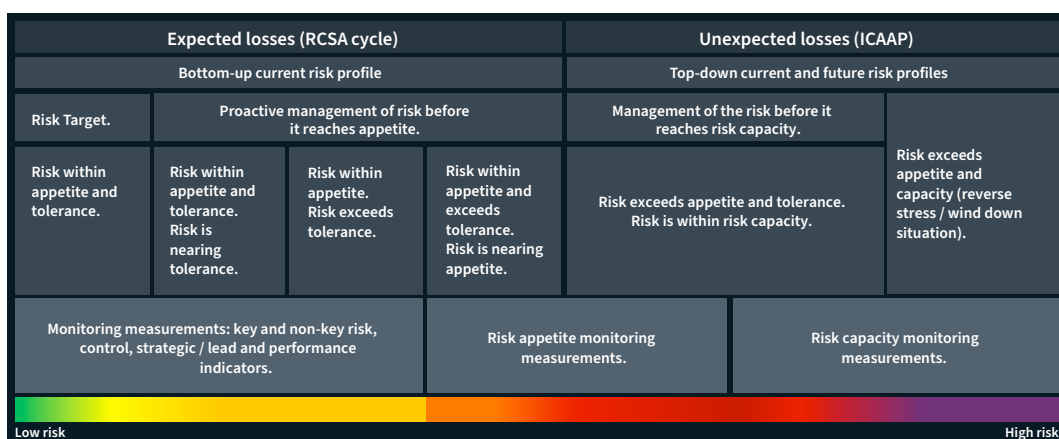 Expected losses (RCSA cycle)
Unexpected losses (ICAAP)
Bottom-up current risk profile
Top-down current and future risk profiles
Risk Target.
Proactive management of risk before
it reaches appetite.
Management of the risk before it
reaches risk capacity.
Risk exceeds
appetite and
capacity (reverse
stress / wind down
situation).
Risk within
appetite and
tolerance.
Risk within
appetite and
tolerance.
Risk is
nearing
tolerance.
Risk within
appetite.
Risk exceeds
tolerance.
Risk within
appetite and
exceeds
tolerance.
Risk is nearing
appetite.
Risk exceeds appetite and tolerance.
Risk is within risk capacity.
Monitoring measurements: key and non-key risk,
control, strategic / lead and performance
indicators.
Risk appetite monitoring
measurements.
Risk capacity monitoring
measurements.
Low risk
High risk